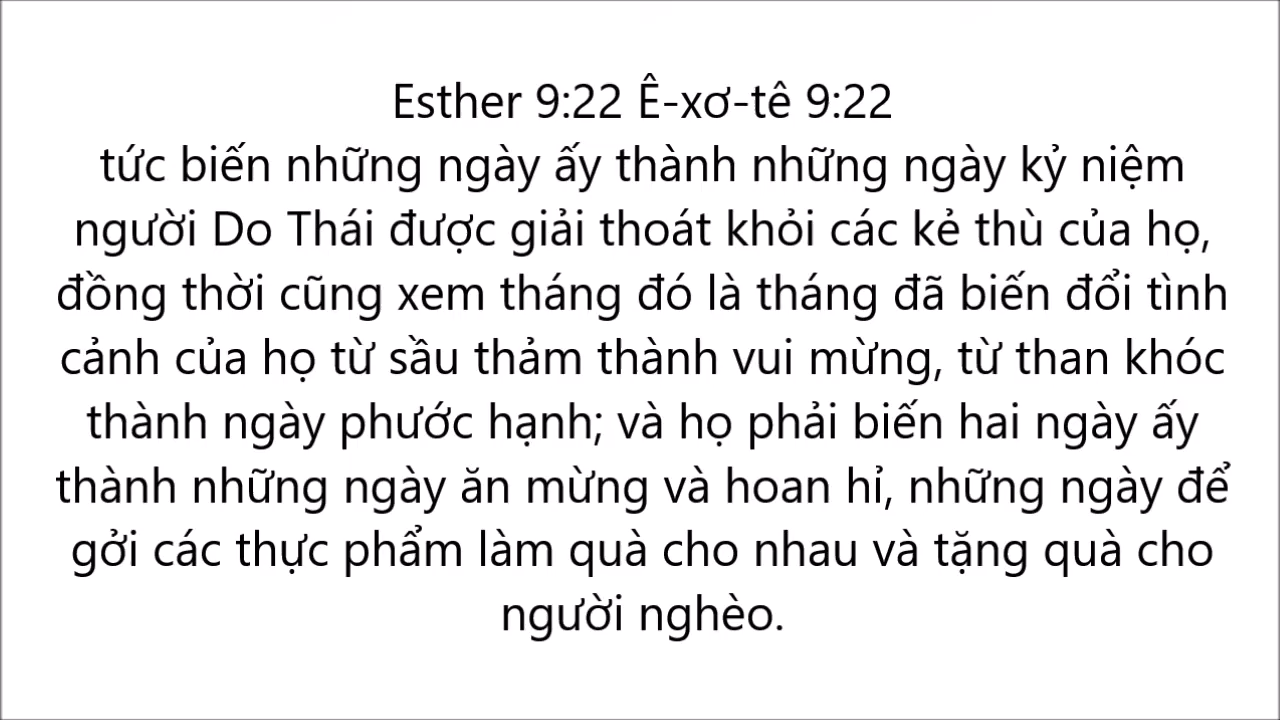 Esther 9:22 Ê-xơ-tê 9:22
tức biến những ngày ấy thành những ngày kỷ niệm
người Do Thái được giải thoát khỏi các kẻ thù của họ,
đồng thời cũng xem tháng đó là tháng đã biến đổi tình
cảnh của họ từ sầu thảm thành vui mừng, từ than khóc
thành ngày phước hạnh; và họ phải biến hai ngày ấy
thành những ngày ăn mừng và hoan hỉ, những ngày để
gởi các thực phẩm làm quà cho nhau và tặng quà cho
người nghèo.